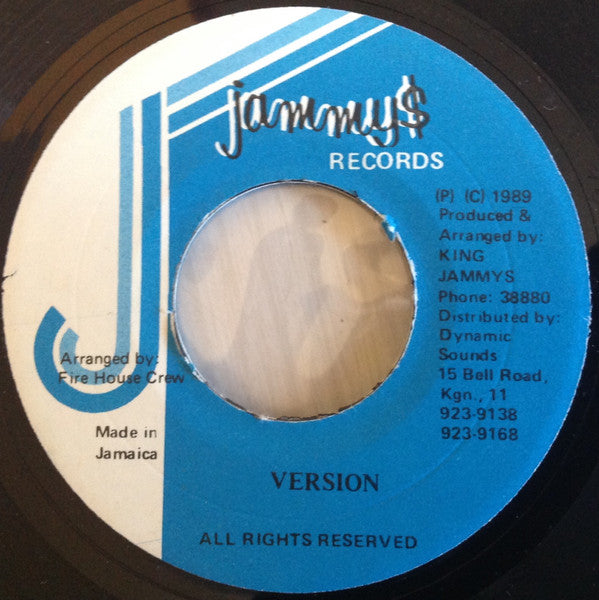 jammy$
RECORDS
(P) (C) 1989
Produced &
Arranged by:
KING
JAMMYS
Phone: 38880
Distributed by:
Dynamic
Sounds
15 Bell Road,
Kgn., 11
923-9138
923-9168
Arranged by:
Fire House Crew
Made in
Jamaica
VERSION
ALL RIGHTS RESERVED